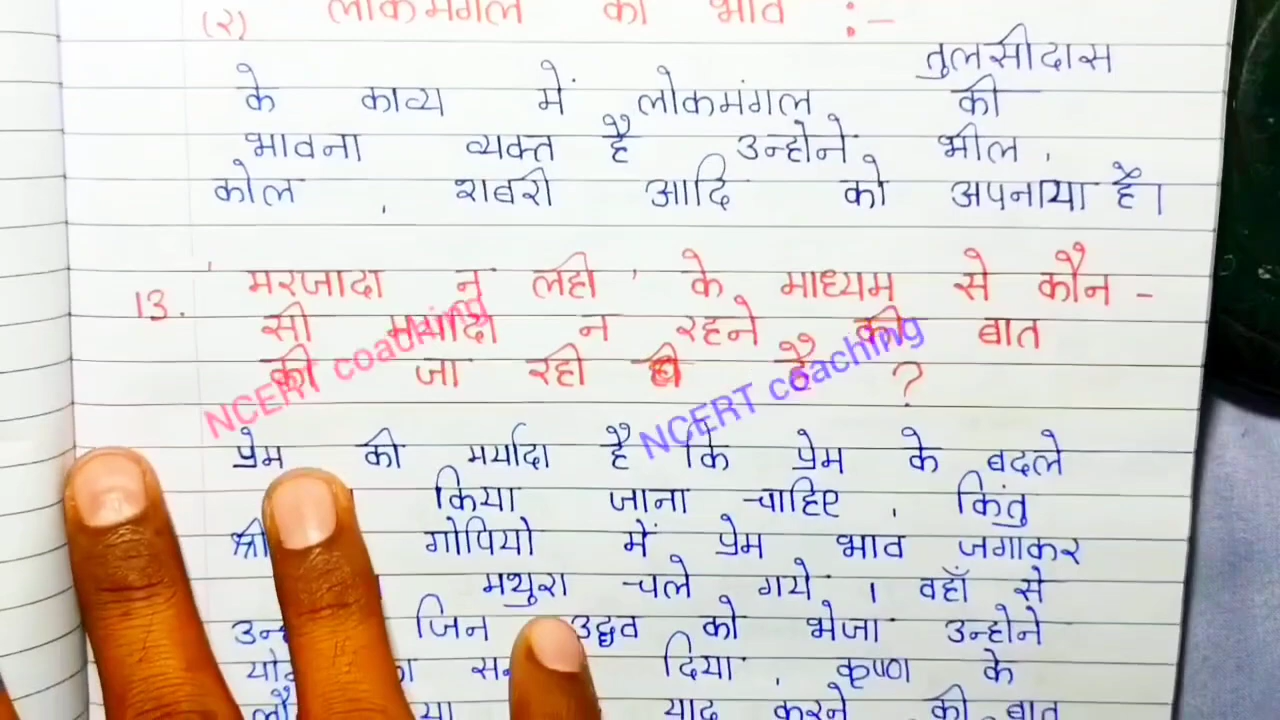 (२) लोकमंगल का भाव :-
तुलसीदास
के काव्य में लोकमंगल की
भावना व्यक्त है उन्होने भील ,
कोल , शबरी आदि को अपनाया है।
13. ' मरजादा न लही ' के माध्यम से कौन -
सी मर्यादा न रहने की बात
की जा रही है ?
NCERT coaching
NCERT coaching
प्रेम की मर्यादा है कि प्रेम के बदले
किया जाना चाहिए , किंतु
श्री गोपियो में प्रेम भाव जगाकर
मथुरा चले गये । वहाँ से
जिन उद्धव को भेजा उन्होने
दिया , कृष्ण के
याद करने की बात